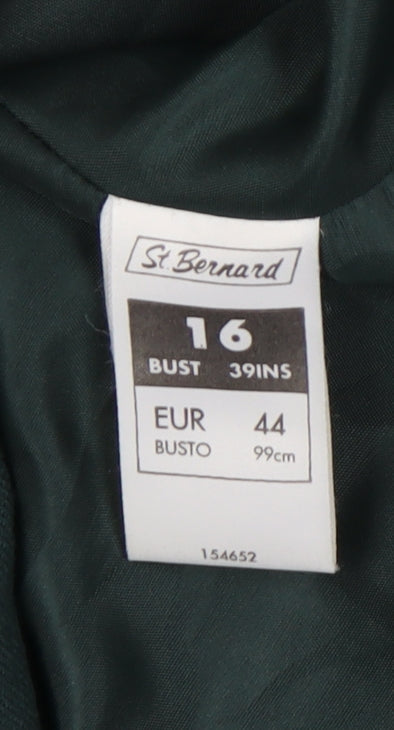 St. Bernard
16
BUST 39INS
EUR 44
BUSTO 99cm
154652